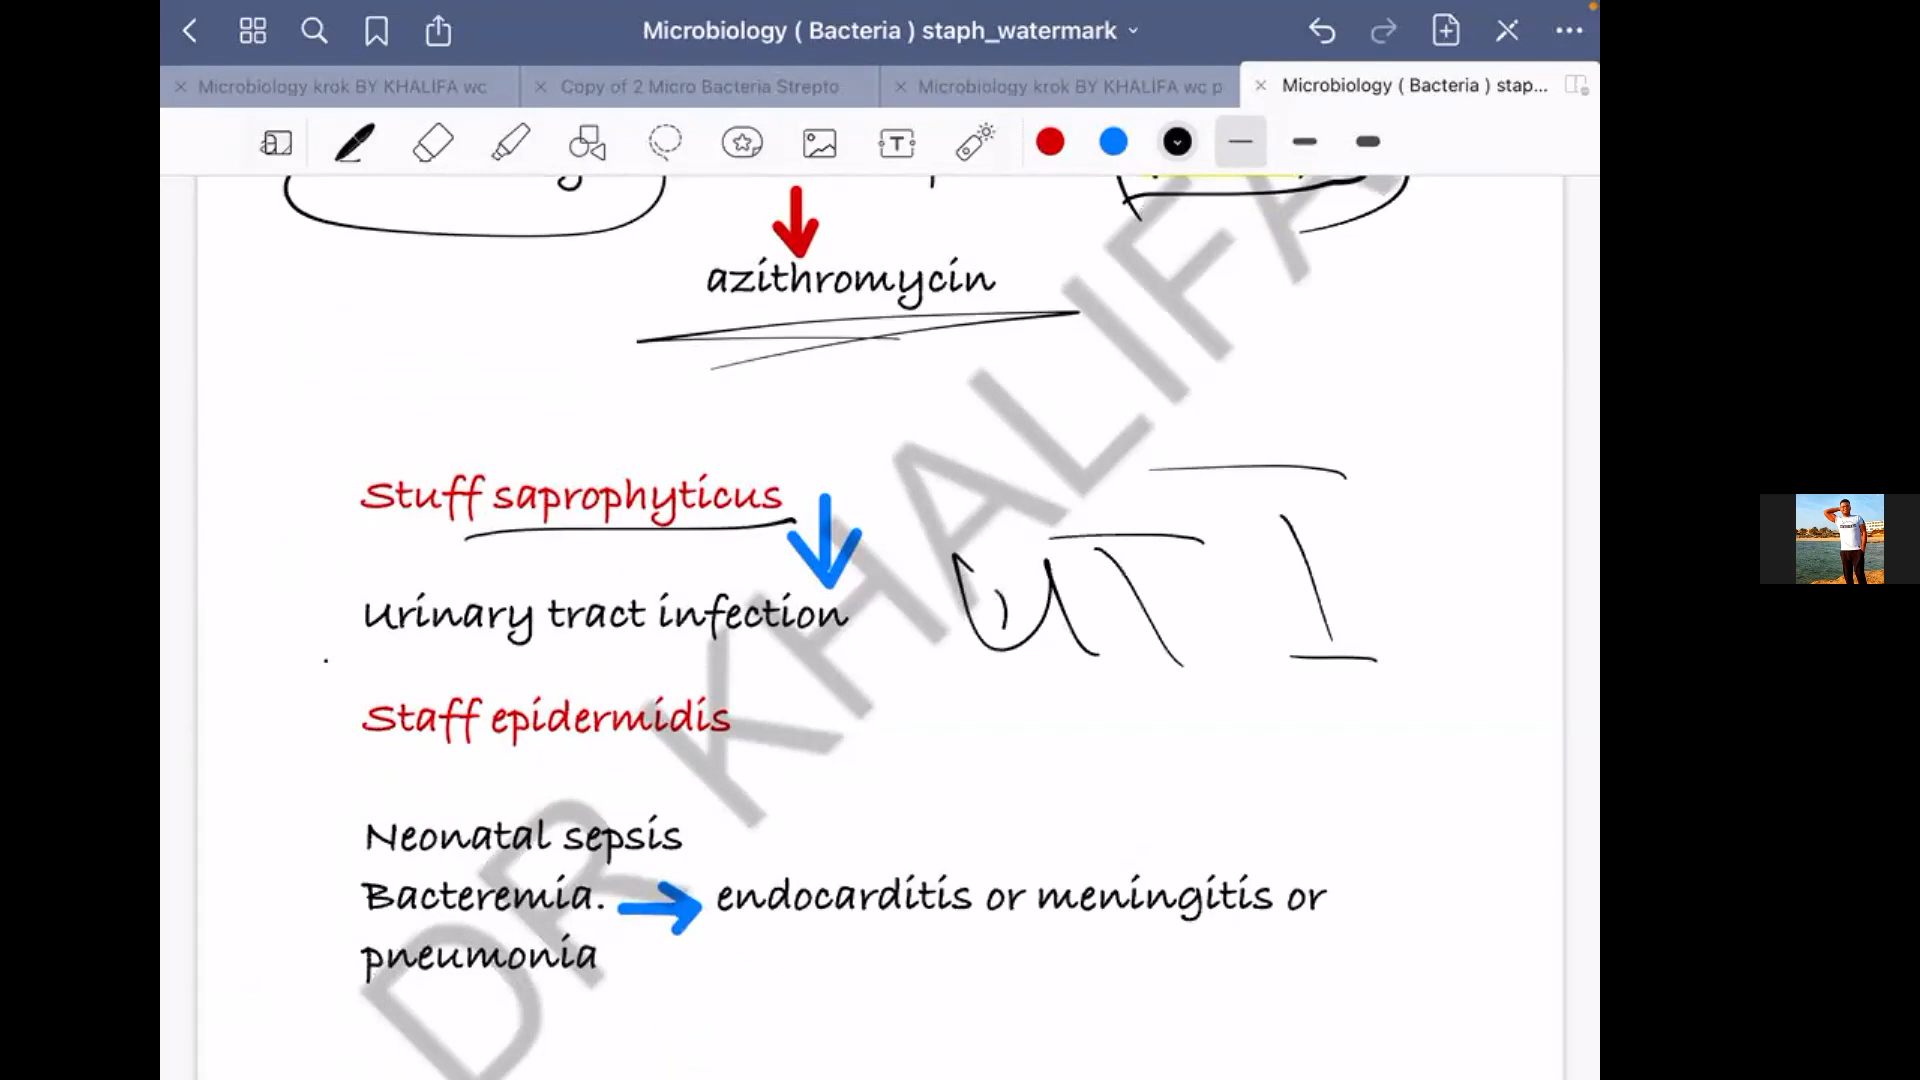 Microbiology ( Bacteria ) staph_watermark
Microbiology krok BY KHALIFA wc
Copy of 2 Micro Bacteria Strepto
Microbiology krok BY KHALIFA wc p
Microbiology ( Bacteria ) stap...
azithromycin
Stuff saprophyticus
Urinary tract infection
UTI
Staff epidermidis
Neonatal sepsis
Bacteremia. endocarditis or meningitis or
pneumonia
DR KHALIFA